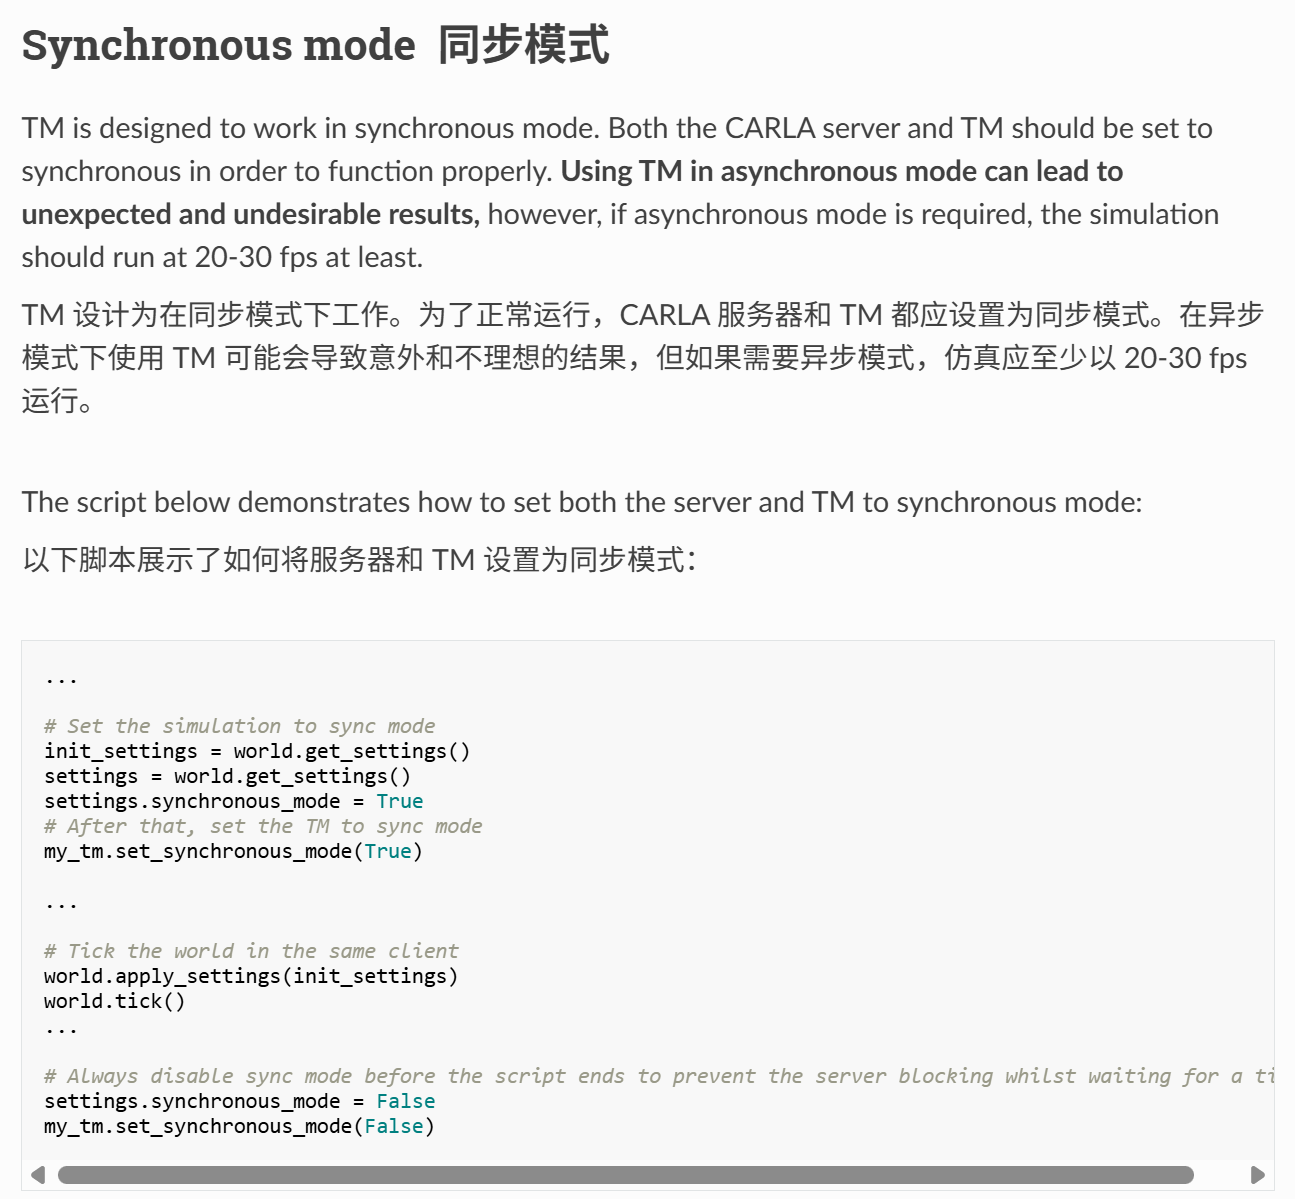 Synchronous mode 同步模式
TM is designed to work in synchronous mode. Both the CARLA server and TM should be set to
synchronous in order to function properly. Using TM in asynchronous mode can lead to
unexpected and undesirable results, however, if asynchronous mode is required, the simulation
should run at 20-30 fps at least.
TM 设计为在同步模式下工作。为了正常运行，CARLA 服务器和 TM 都应设置为同步模式。在异步
模式下使用 TM 可能会导致意外和不理想的结果，但如果需要异步模式，仿真应至少以 20-30 fps
运行。
The script below demonstrates how to set both the server and TM to synchronous mode:
以下脚本展示了如何将服务器和 TM 设置为同步模式：
...
# Set the simulation to sync mode
init_settings = world.get_settings()
settings = world.get_settings()
settings.synchronous_mode = True
# After that, set the TM to sync mode
my_tm.set_synchronous_mode(True)
...
# Tick the world in the same client
world.apply_settings(init_settings)
world.tick()
...
# Always disable sync mode before the script ends to prevent the server blocking whilst waiting for a
settings.synchronous_mode = False
my_tm.set_synchronous_mode(False)